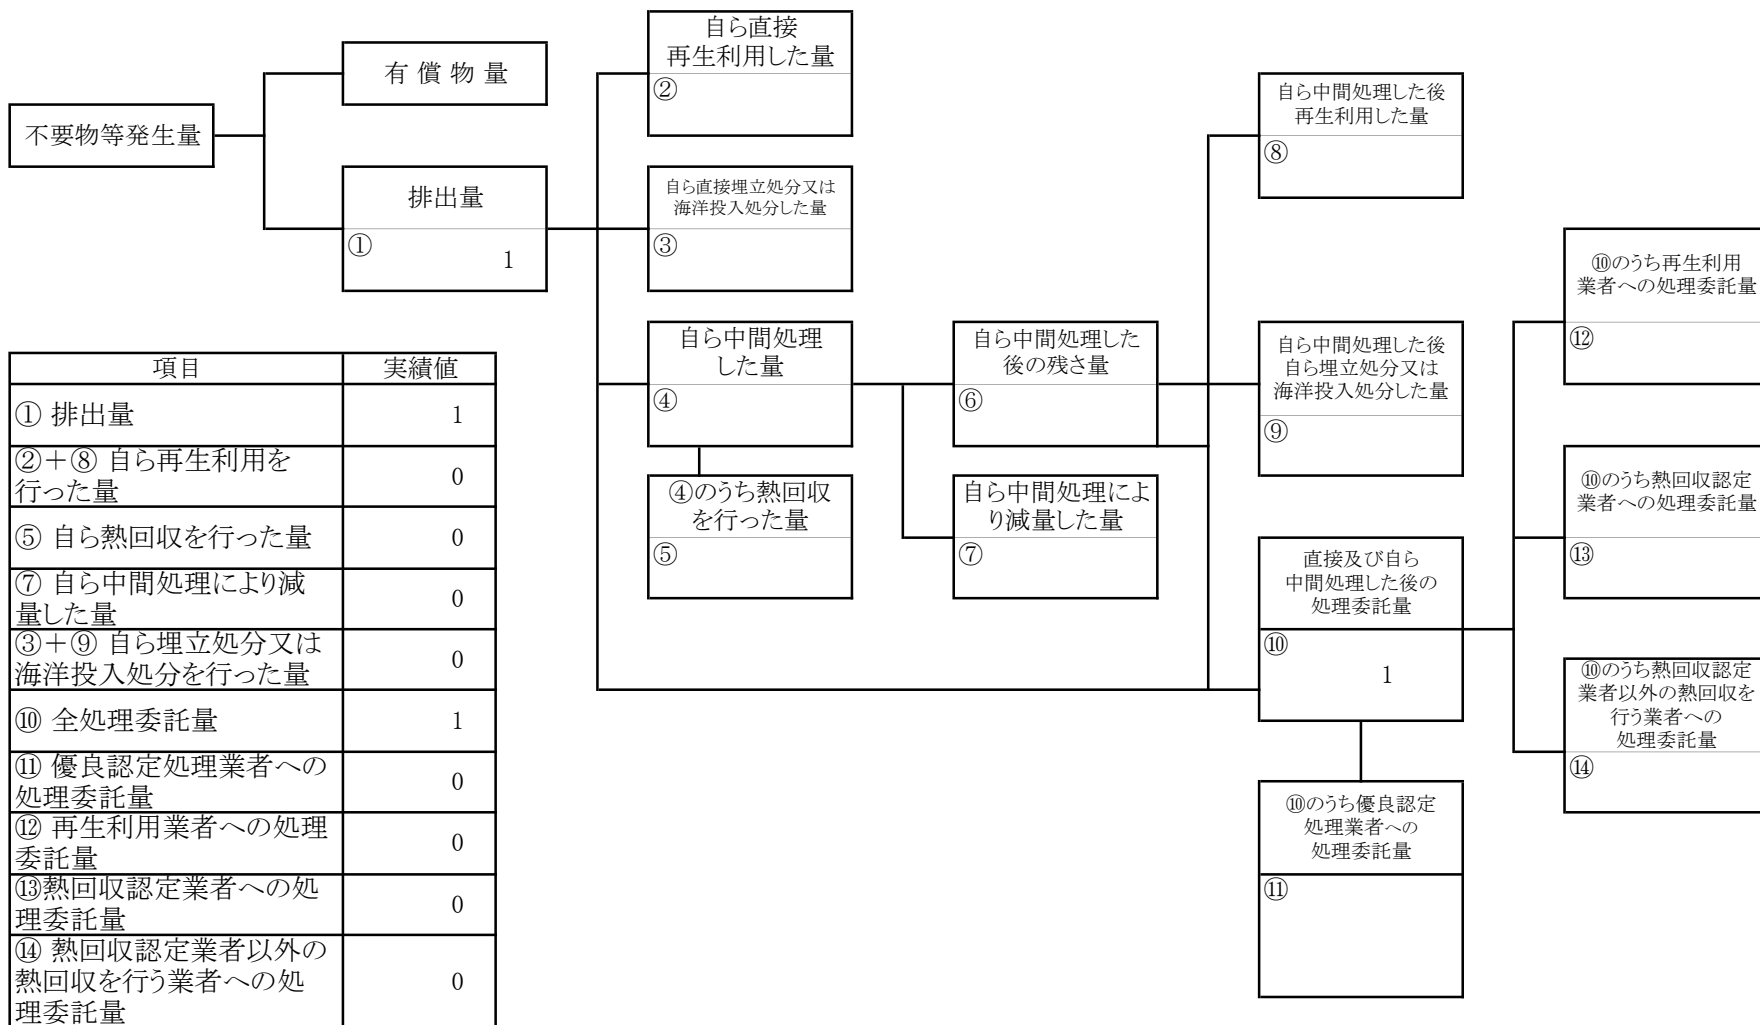 不要物等発生量
有 償 物 量
排出量
①
1
自ら直接
再生利用した量
②
自ら直接埋立処分又は
海洋投入処分した量
③
自ら中間処理
した量
④
④のうち熱回収
を行った量
⑤
自ら中間処理した
後の残さ量
⑥
自ら中間処理によ
り減量した量
⑦
自ら中間処理した後
再生利用した量
⑧
自ら中間処理した後
自ら埋立処分又は
海洋投入処分した量
⑨
直接及び自ら
中間処理した後の
処理委託量
⑩
1
⑩のうち優良認定
処理業者への
処理委託量
⑪
⑩のうち再生利用
業者への処理委託量
⑫
⑩のうち熱回収認定
業者への処理委託量
⑬
⑩のうち熱回収認定
業者以外の熱回収を
行う業者への
処理委託量
⑭
項目 実績値
① 排出量 1
②＋⑧ 自ら再生利用を
行った量 0
⑤ 自ら熱回収を行った量 0
⑦ 自ら中間処理により減
量した量 0
③＋⑨ 自ら埋立処分又は
海洋投入処分を行った量 0
⑩ 全処理委託量 1
⑪ 優良認定処理業者への
処理委託量 0
⑫ 再生利用業者への処理
委託量 0
⑬熱回収認定業者への処
理委託量 0
⑭ 熱回収認定業者以外の
熱回収を行う業者への処
理委託量 0